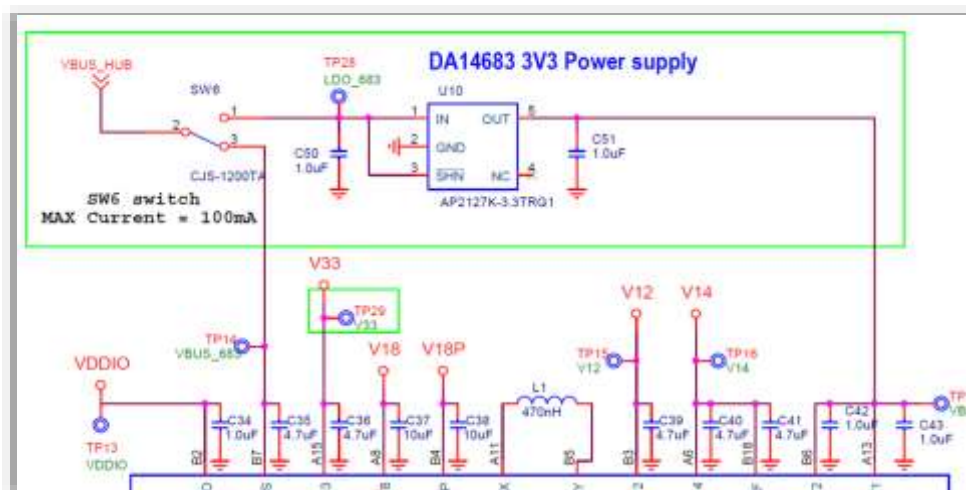 DA14683 3V3 Power supply
VBUS_HUB
TP28
LDO_683
SW6
U10
1
2
3
CJS-1200TA
SW6 switch
MAX Current = 100mA
C50
1.0uF
1
IN
OUT
5
2
GND
3
SHN
NC
4
AP2127K-3.3TRG1
C51
1.0uF
V33
TP29
V33
V12
V14
TP14
VBUS_683
VDDIO
V18
V18P
TP15
V12
TP16
V14
L1
470nH
TP13
VDDIO
C34
1.0uF
C35
4.7uF
C36
4.7uF
C37
10uF
C38
10uF
C39
4.7uF
C40
4.7uF
C41
4.7uF
C42
1.0uF
C43
1.0uF
B2
B7
A15
A8
B4
A11
B5
B3
A6
B6
A13